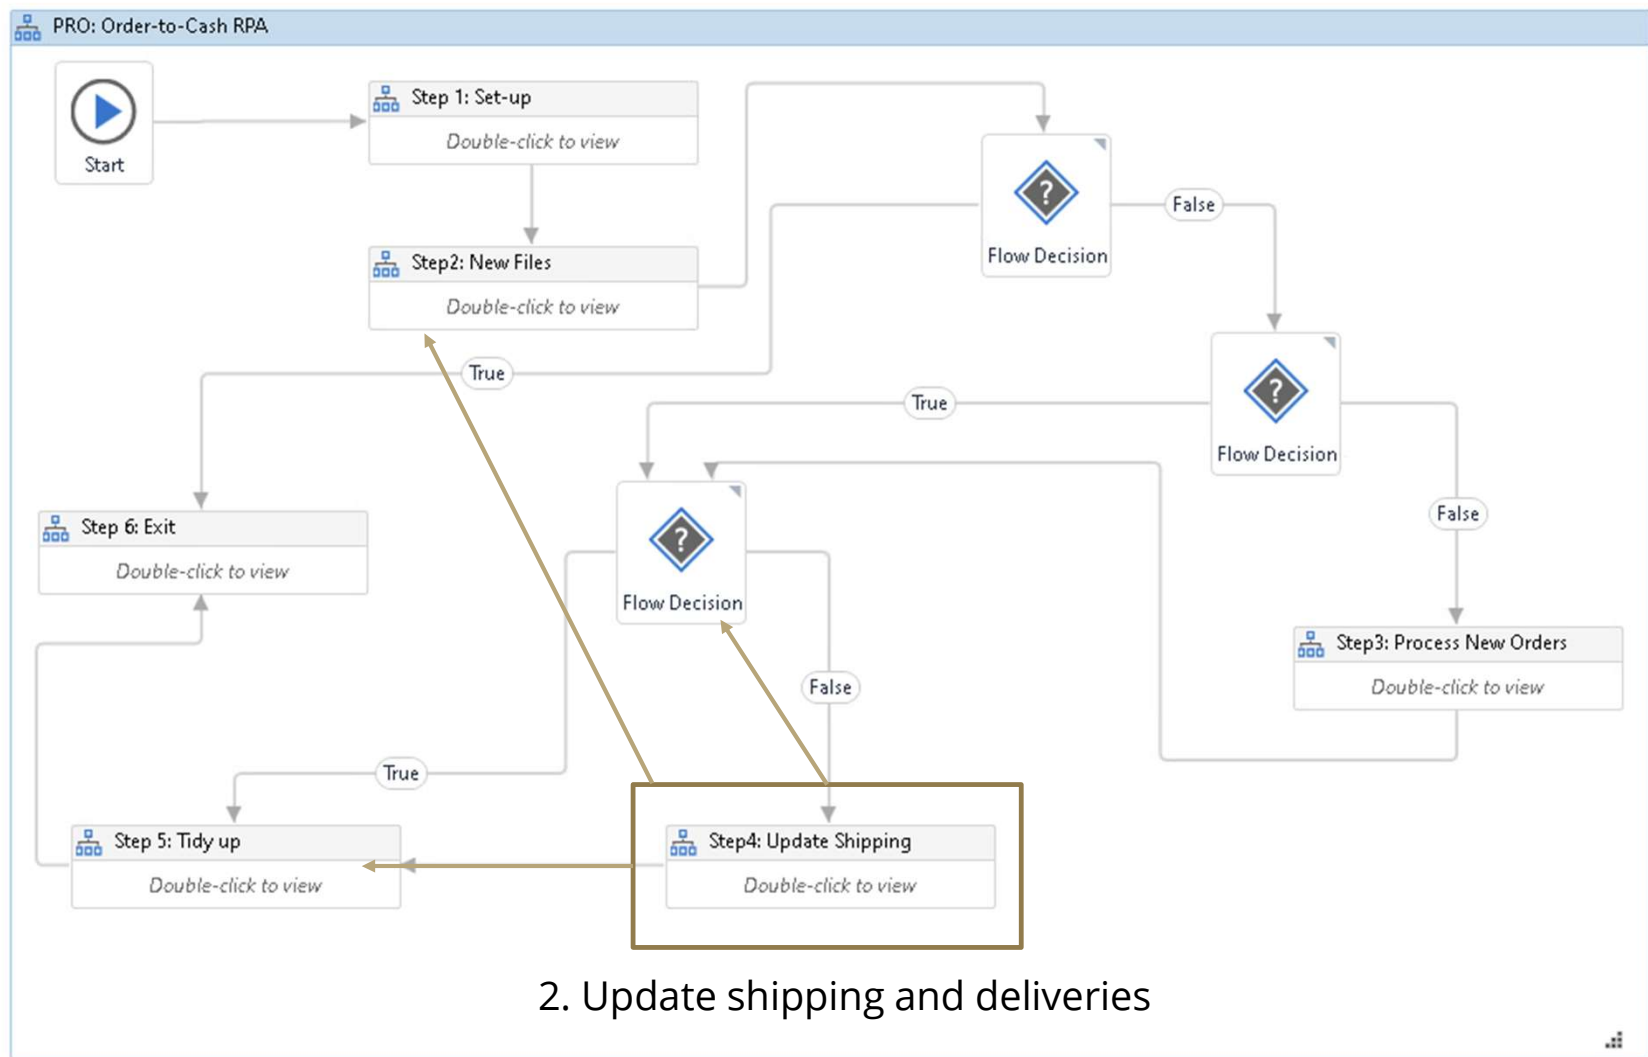 PRO: Order-to-Cash RPA
Start
Step 1: Set-up
Double-click to view
Step2: New Files
Double-click to view
?
Flow Decision
False
True
?
Flow Decision
True
False
?
Flow Decision
False
True
Step 6: Exit
Double-click to view
Step3: Process New Orders
Double-click to view
Step 5: Tidy up
Double-click to view
Step4: Update Shipping
Double-click to view
2. Update shipping and deliveries